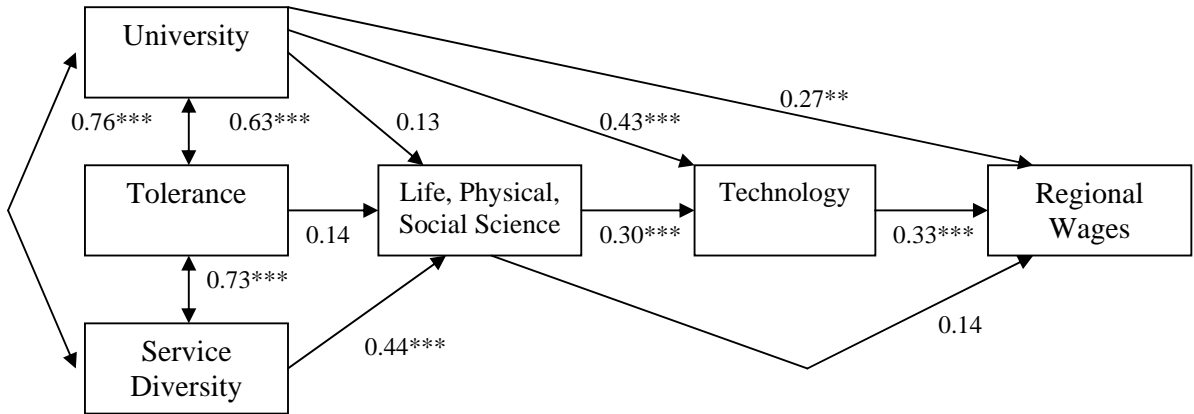 University
0.27**
0.76***
0.63***
0.13
0.43***
Tolerance
Life, Physical,
Social Science
Technology
Regional
Wages
0.14
0.30***
0.33***
0.73***
0.14
Service
Diversity
0.44***